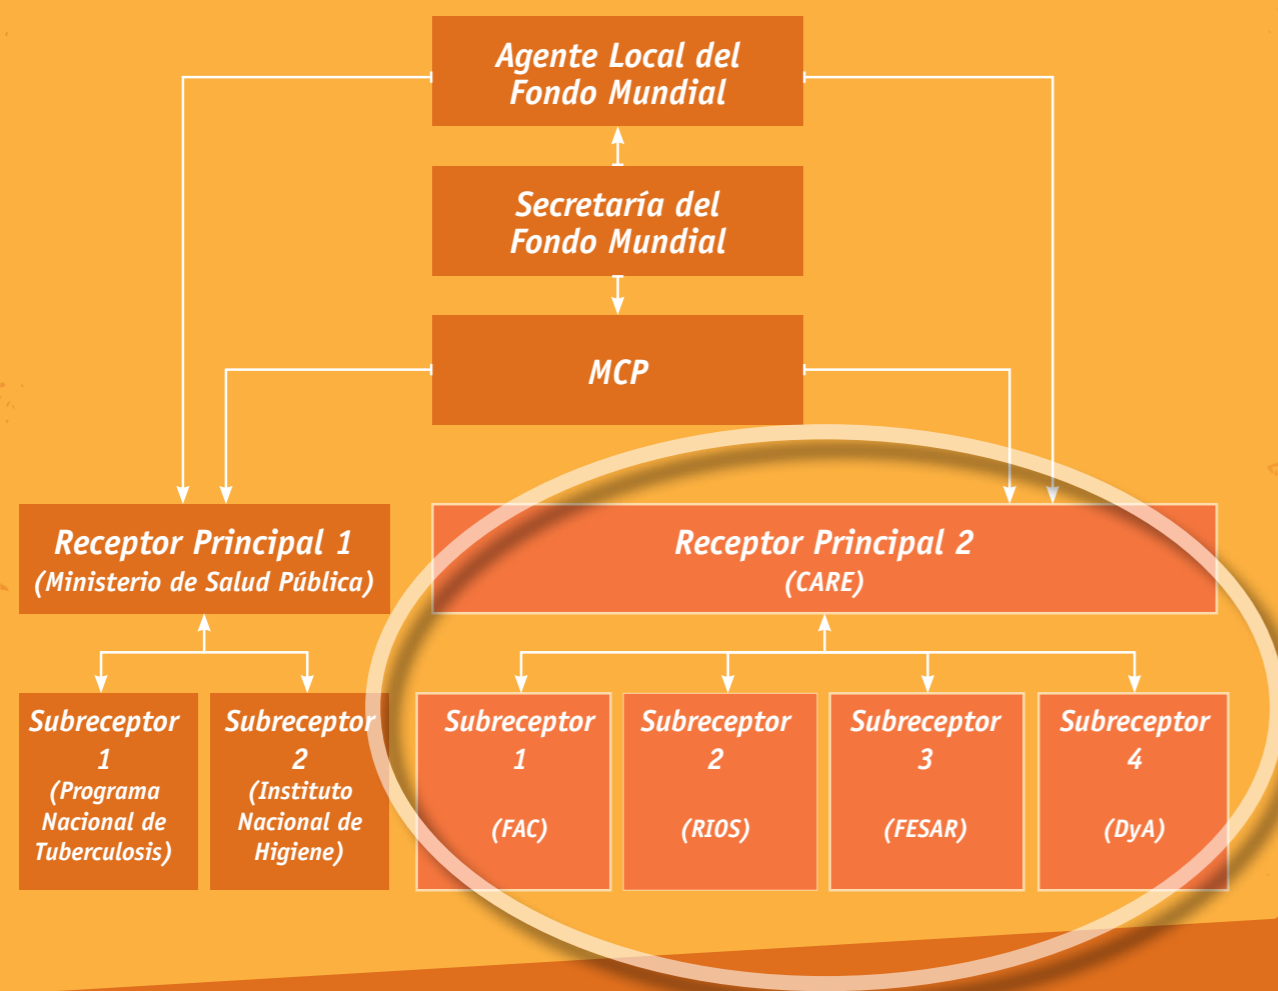 Agente Local del
Fondo Mundial
Secretaría del
Fondo Mundial
MCP
Receptor Principal 1
(Ministerio de Salud Pública)
Receptor Principal 2
(CARE)
Subreceptor
1
(Programa
Nacional de
Tuberculosis)
Subreceptor
2
(Instituto
Nacional de
Higiene)
Subreceptor
1
(FAC)
Subreceptor
2
(RIOS)
Subreceptor
3
(FESAR)
Subreceptor
4
(DyA)